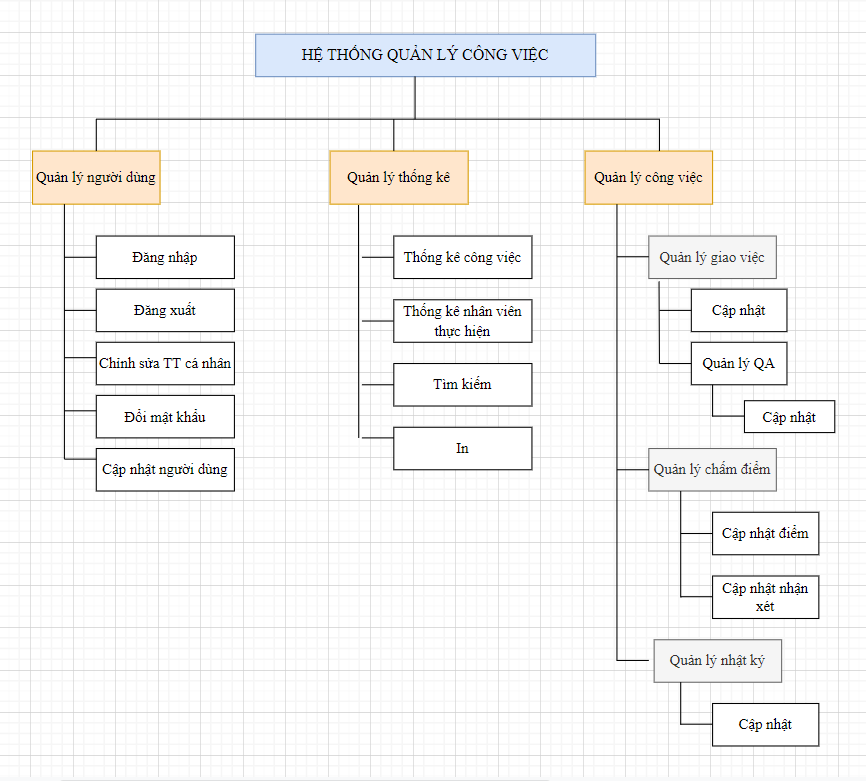 HỆ THỐNG QUẢN LÝ CÔNG VIỆC
Quản lý người dùng
Đăng nhập
Đăng xuất
Chỉnh sửa TT cá nhân
Đổi mật khẩu
Cập nhật người dùng
Quản lý thống kê
Thống kê công việc
Thống kê nhân viên
thực hiện
Tìm kiếm
In
Quản lý công việc
Quản lý giao việc
Cập nhật
Quản lý QA
Cập nhật
Quản lý chấm điểm
Cập nhật điểm
Cập nhật nhận
xét
Quản lý nhật ký
Cập nhật